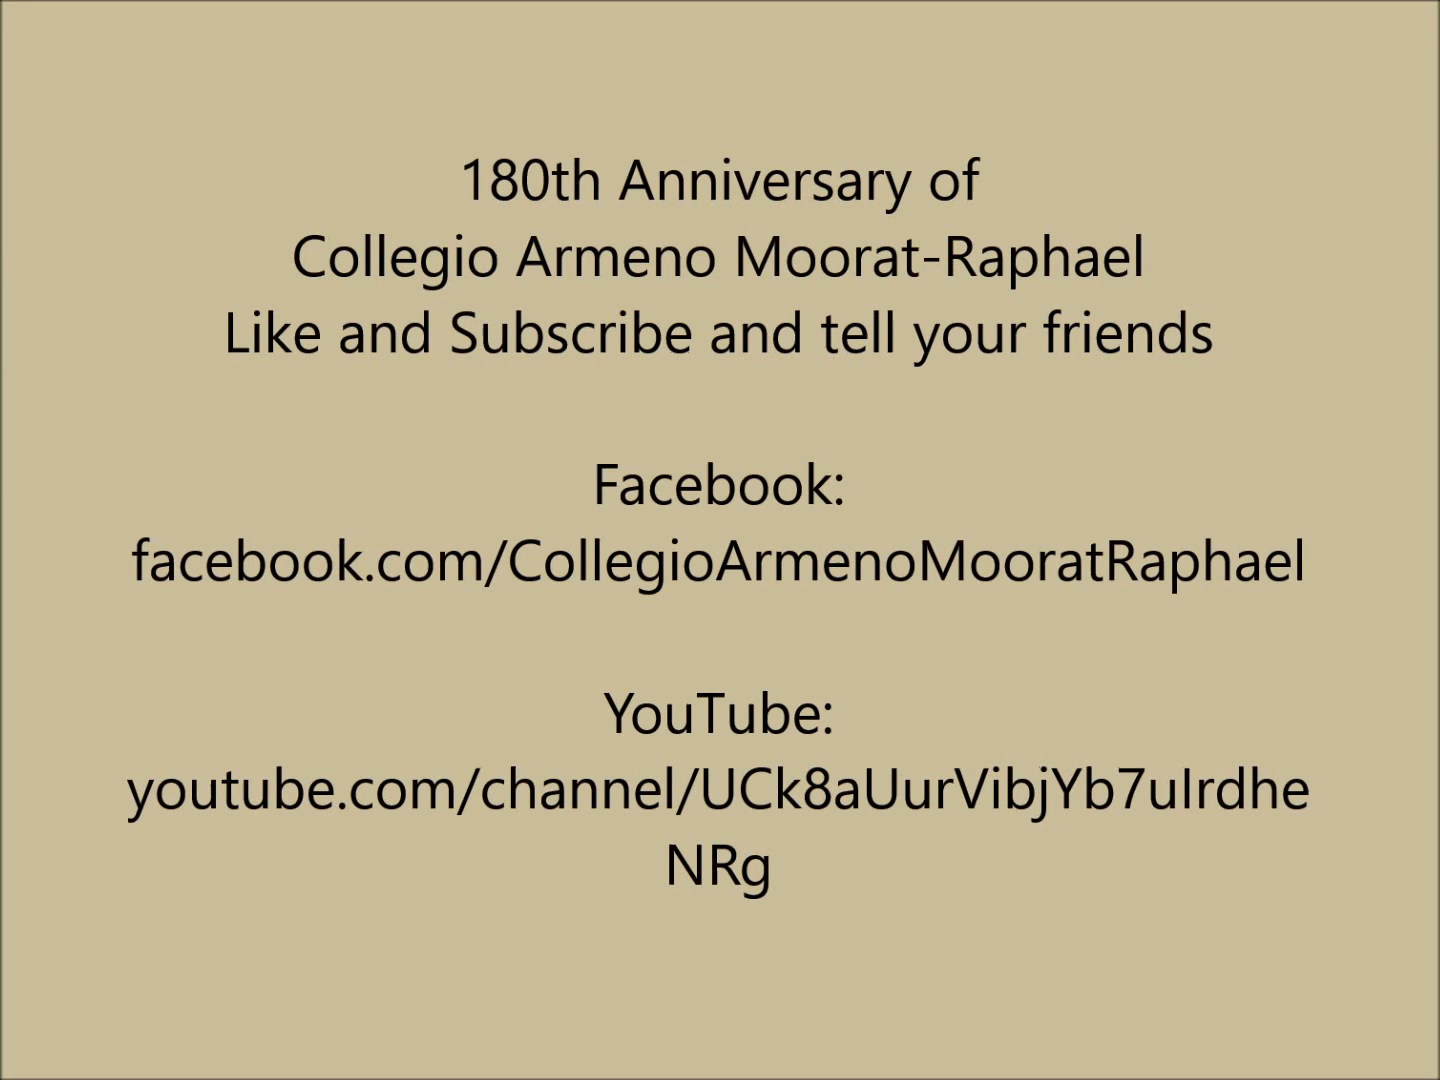 180th Anniversary of
Collegio Armeno Moorat-Raphael
Like and Subscribe and tell your friends
Facebook:
facebook.com/CollegioArmenoMooratRaphael
YouTube:
youtube.com/channel/UCk8aUurVibjYb7uIrdhe
NRg